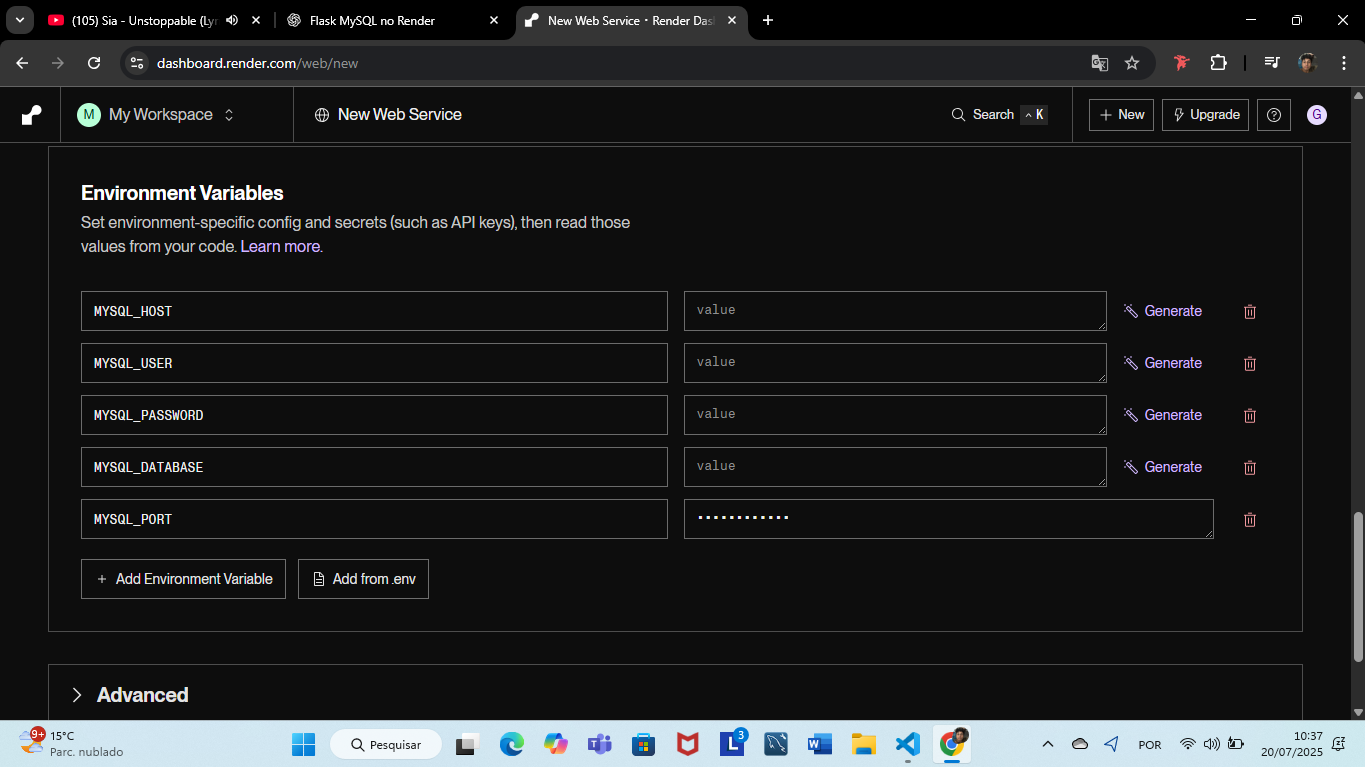 (105) Sia - Unstoppable (Lyr
Flask MySQL no Render
New Web Service・Render Das
dashboard.render.com/web/new
M My Workspace
New Web Service
Search
K
+ New
Upgrade
G
Environment Variables
Set environment-specific config and secrets (such as API keys), then read those
values from your code. Learn more.
MYSQL_HOST
value
Generate
MYSQL_USER
value
Generate
MYSQL_PASSWORD
value
Generate
MYSQL_DATABASE
value
Generate
MYSQL_PORT
••••••••••••
+ Add Environment Variable
Add from .env
Advanced
9+
15°C
Parc. nublado
Pesquisar
L
3
POR
10:37
20/07/2025